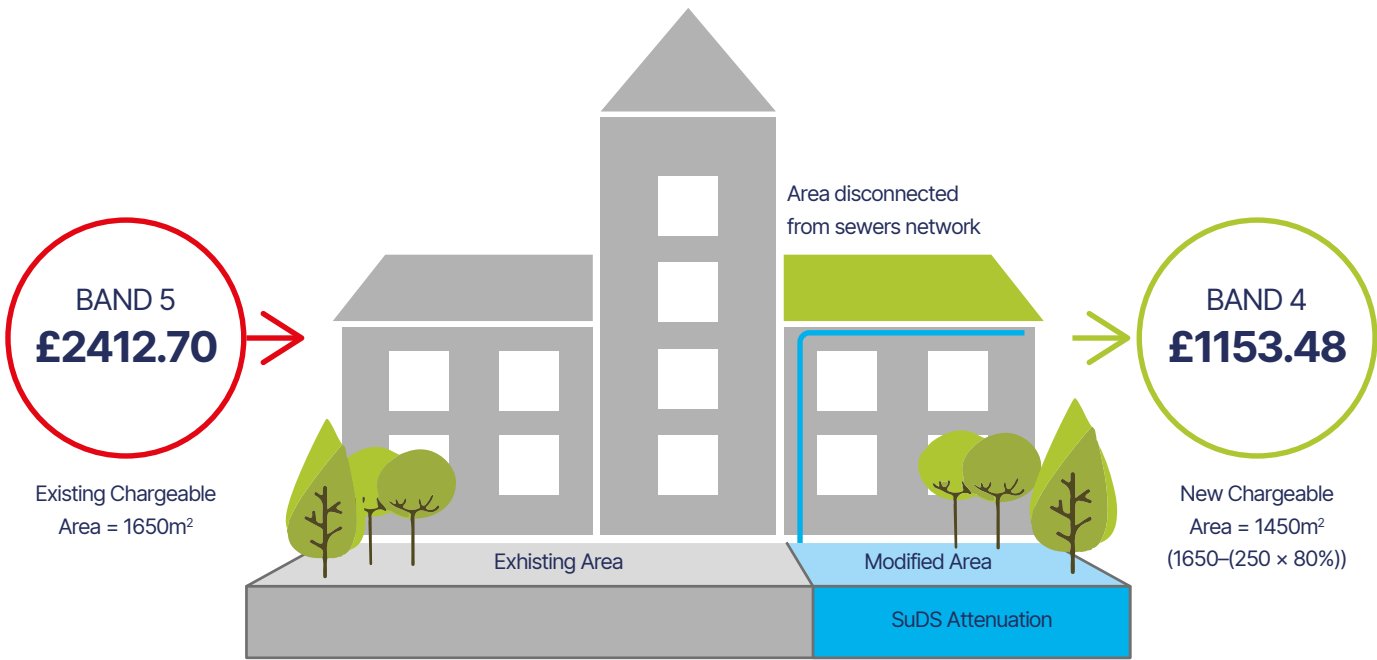 Area disconnected
from sewers network
BAND 5
£2412.70
Existing Chargeable
Area = 1650m²
BAND 4
£1153.48
New Chargeable
Area = 1450m²
(1650–(250 × 80%))
Exhisting Area
Modified Area
SuDS Attenuation